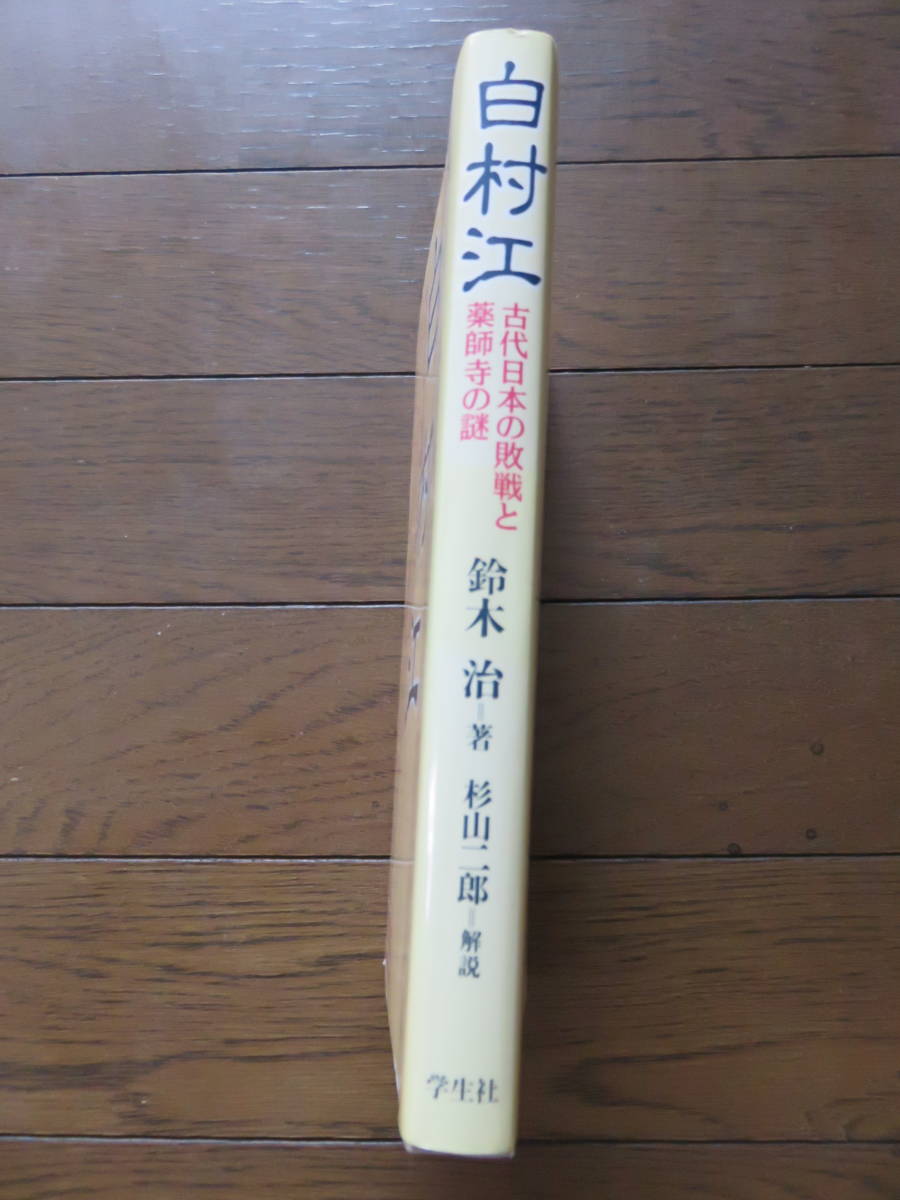 白村江
古代日本の敗戦と
薬師寺の謎
鈴木 治=著
杉山二郎=解説
学生社